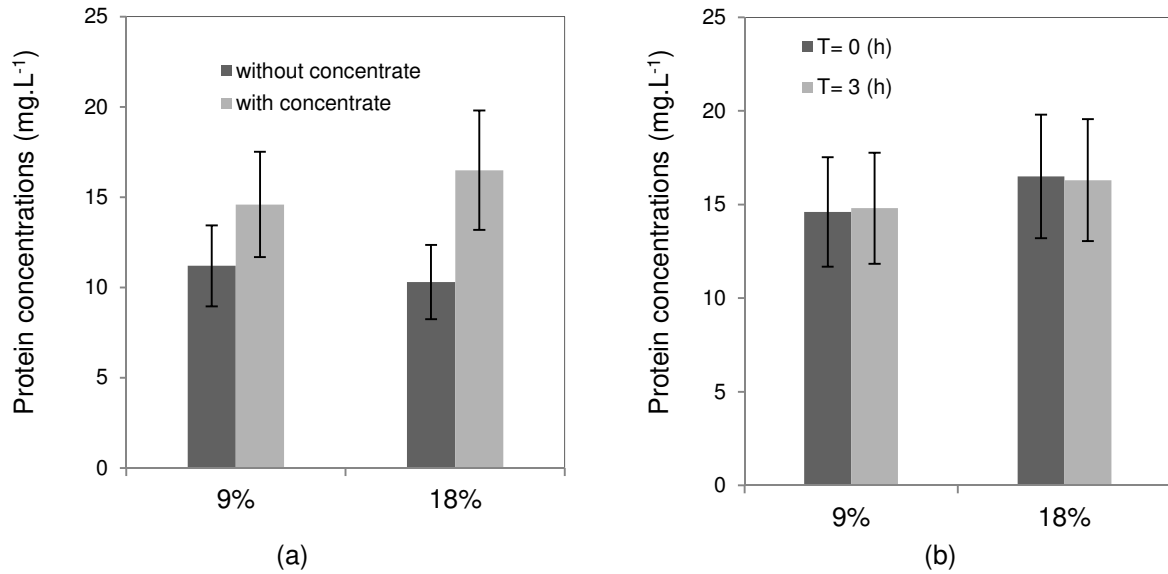 Protein concentrations (mg.L⁻¹)
25
20
15
10
5
0
without concentrate
with concentrate
9%
18%
(a)
Protein concentrations (mg.L⁻¹)
25
20
15
10
5
0
T= 0 (h)
T= 3 (h)
9%
18%
(b)